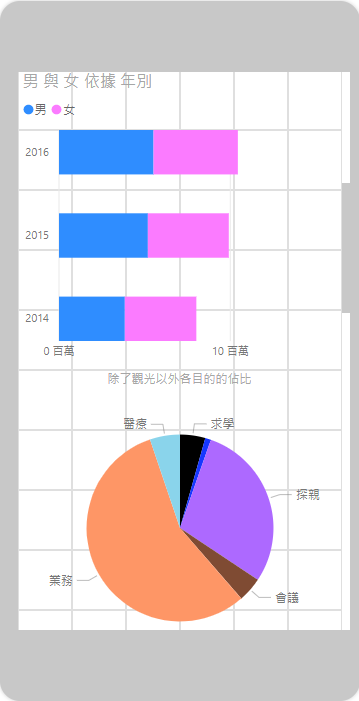 男 與 女 依據 年別
男 女
2016
2015
2014
0 百萬 10 百萬
除了觀光以外各目的的佔比
醫療 求學
探親
業務
會議